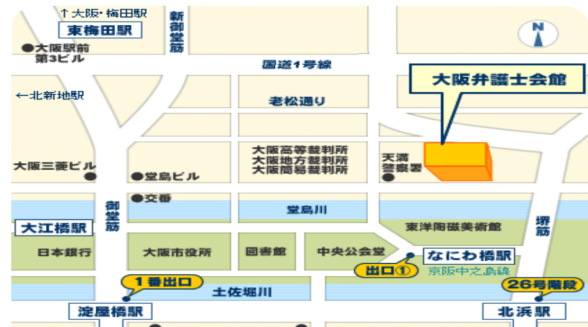 ↑大阪・梅田駅
東梅田駅
新御堂筋
N
●大阪駅前
第3ビル
国道1号線
大阪弁護士会館
←北新地駅
老松通り
大阪高等裁判所
大阪地方裁判所
大阪簡易裁判所
天満
警察署
大阪三菱ビル
●堂島ビル
●交番
御堂筋
堂島川
東洋陶磁美術館
堺筋
大江橋駅
日本銀行
大阪市役所
図書館
中央公会堂
なにわ橋駅
出口①
京阪中之島線
1番出口
土佐堀川
26号階段
淀屋橋駅
北浜駅